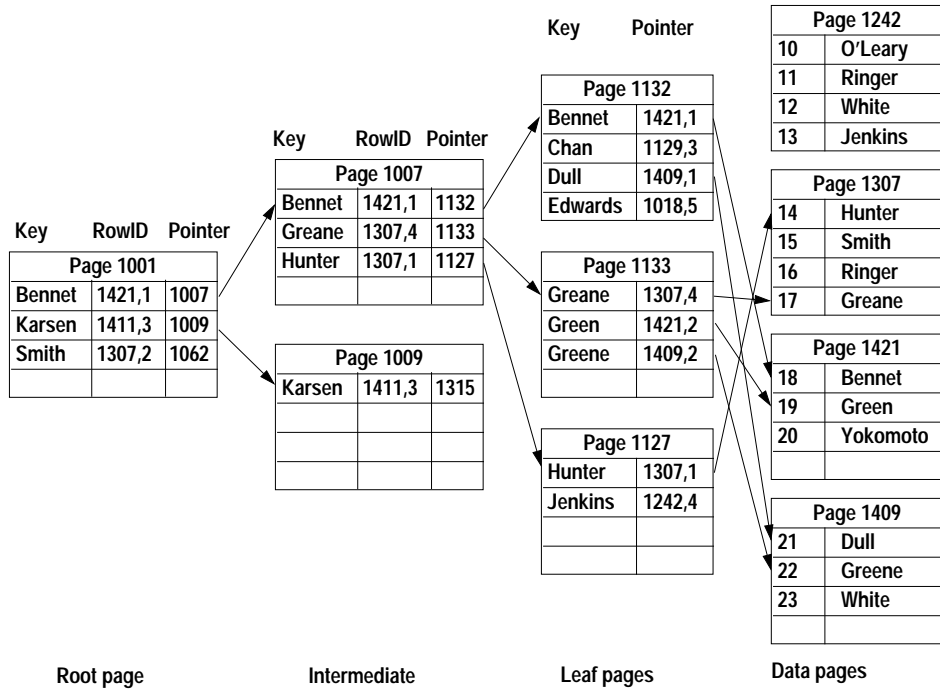 Key RowID Pointer
Page 1001
Bennet 1421,1 1007
Karsen 1411,3 1009
Smith 1307,2 1062
Root page
Key RowID Pointer
Page 1007
Bennet 1421,1 1132
Greane 1307,4 1133
Hunter 1307,1 1127
Page 1009
Karsen 1411,3 1315
Intermediate
Key Pointer
Page 1132
Bennet 1421,1
Chan 1129,3
Dull 1409,1
Edwards 1018,5
Page 1133
Greane 1307,4
Green 1421,2
Greene 1409,2
Page 1127
Hunter 1307,1
Jenkins 1242,4
Leaf pages
Page 1242
10 O'Leary
11 Ringer
12 White
13 Jenkins
Page 1307
14 Hunter
15 Smith
16 Ringer
17 Greane
Page 1421
18 Bennet
19 Green
20 Yokomoto
Page 1409
21 Dull
22 Greene
23 White
Data pages